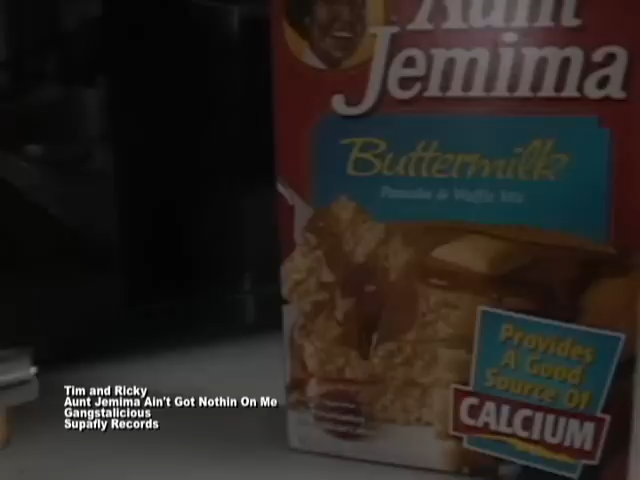 Aunt
Jemima
Buttermilk
Pancake & Waffle Mix
Provides
A Good
Source Of
CALCIUM
Tim and Ricky
Aunt Jemima Ain't Got Nothin On Me
Gangstalicious
Supafly Records